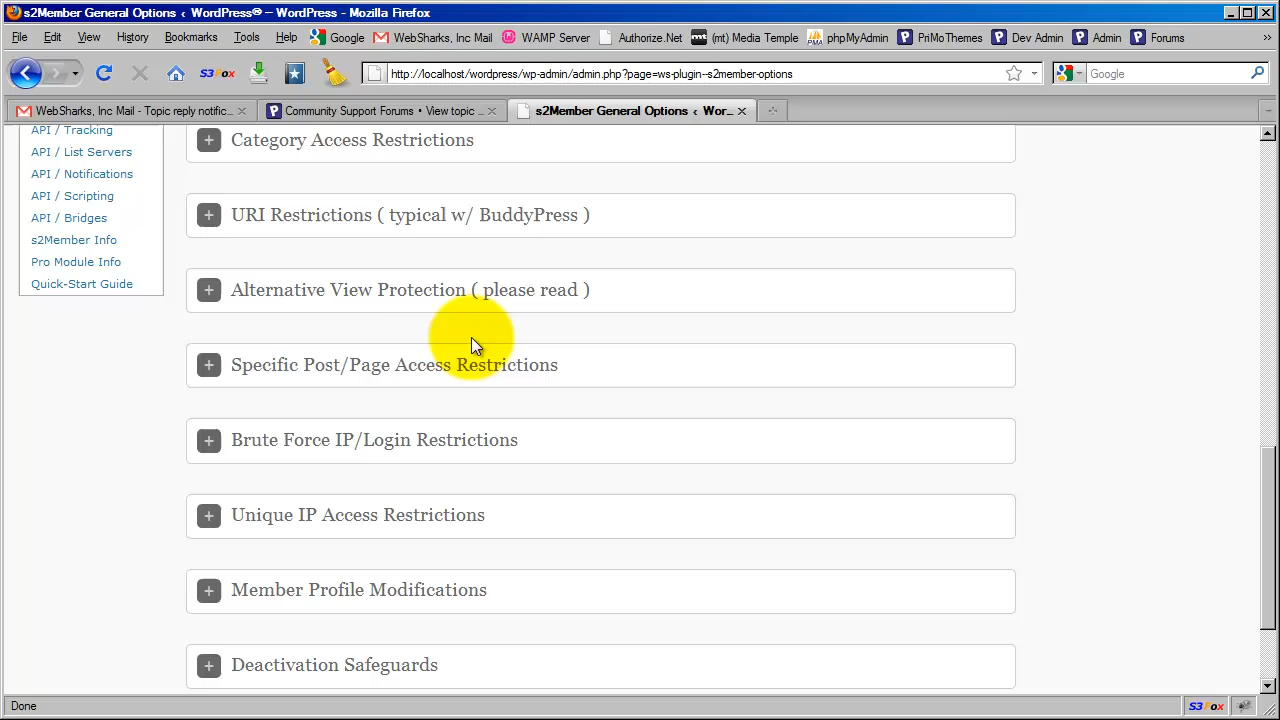 s2Member General Options ‹ WordPress® — WordPress - Mozilla Firefox
File Edit View History Bookmarks Tools Help Google WebSharks, Inc Mail WAMP Server Authorize.Net (mt) Media Temple phpMyAdmin PriMoThemes Dev Admin Admin Forums »
S3Fox http://localhost/wordpress/wp-admin/admin.php?page=ws-plugin--s2member-options Google
WebSharks, Inc Mail - Topic reply notific... Community Support Forums • View topic ... s2Member General Options ‹ Wor...
API / Tracking
API / List Servers
API / Notifications
API / Scripting
API / Bridges
s2Member Info
Pro Module Info
Quick-Start Guide
Category Access Restrictions
URI Restrictions ( typical w/ BuddyPress )
Alternative View Protection ( please read )
Specific Post/Page Access Restrictions
Brute Force IP/Login Restrictions
Unique IP Access Restrictions
Member Profile Modifications
Deactivation Safeguards
Done S3Fox